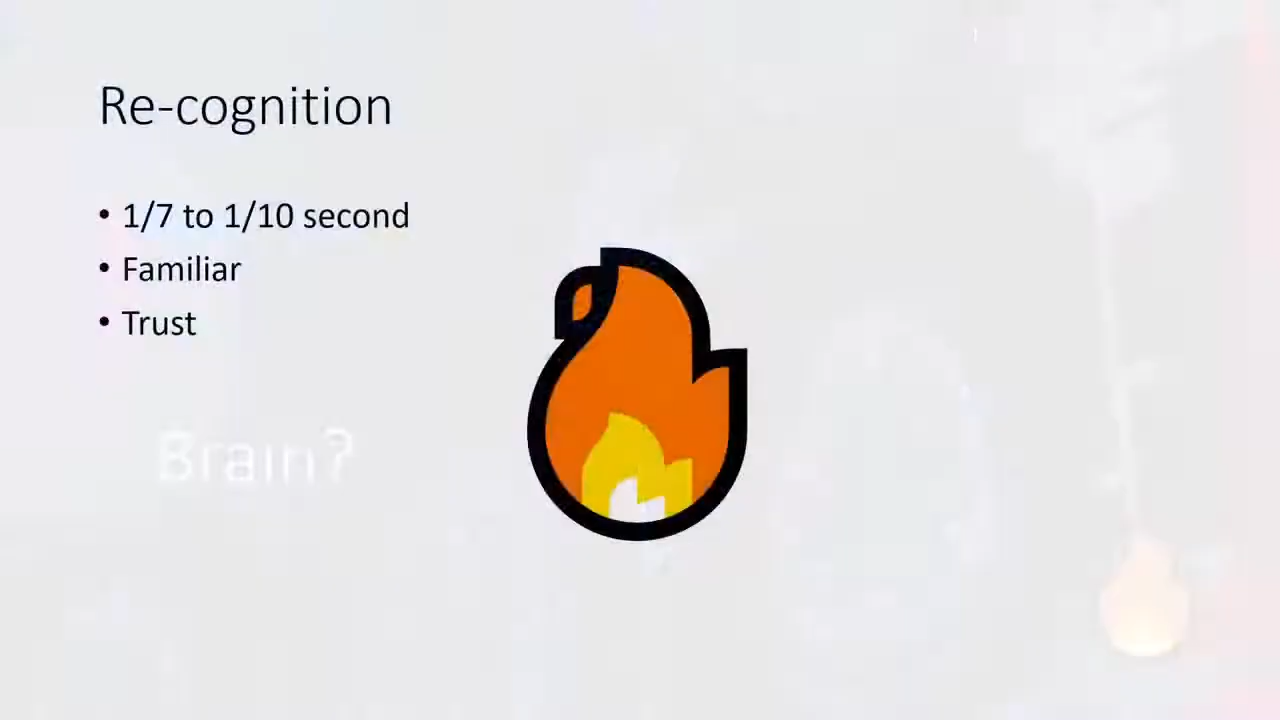 Re-cognition
• 1/7 to 1/10 second
• Familiar
• Trust
Brain?